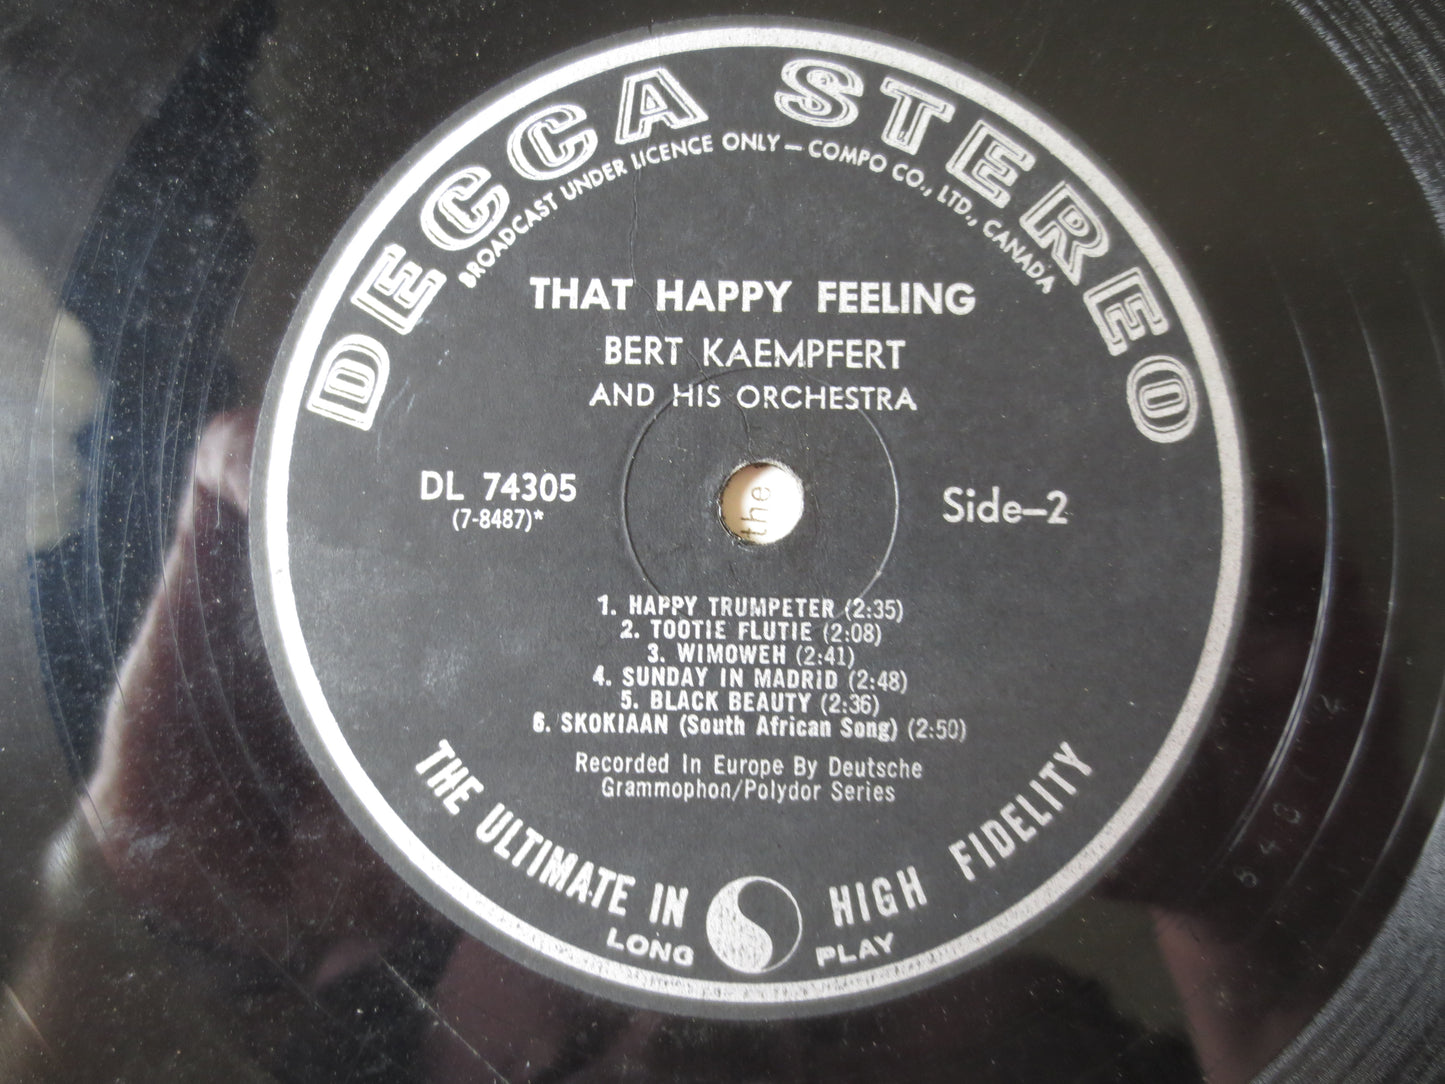 DECCA STEREO
BROADCAST UNDER LICENCE ONLY — COMPO CO., LTD., CANADA
THAT HAPPY FEELING
BERT KAEMPFERT
AND HIS ORCHESTRA
DL 74305
(7-8487)*
Side–2
the
1. HAPPY TRUMPETER (2:35)
2. TOOTIE FLUTIE (2:08)
3. WIMOWEH (2:41)
4. SUNDAY IN MADRID (2:48)
5. BLACK BEAUTY (2:36)
6. SKOKIAAN (South African Song) (2:50)
Recorded In Europe By Deutsche
Grammophon/Polydor Series
THE ULTIMATE IN HIGH FIDELITY
LONG PLAY